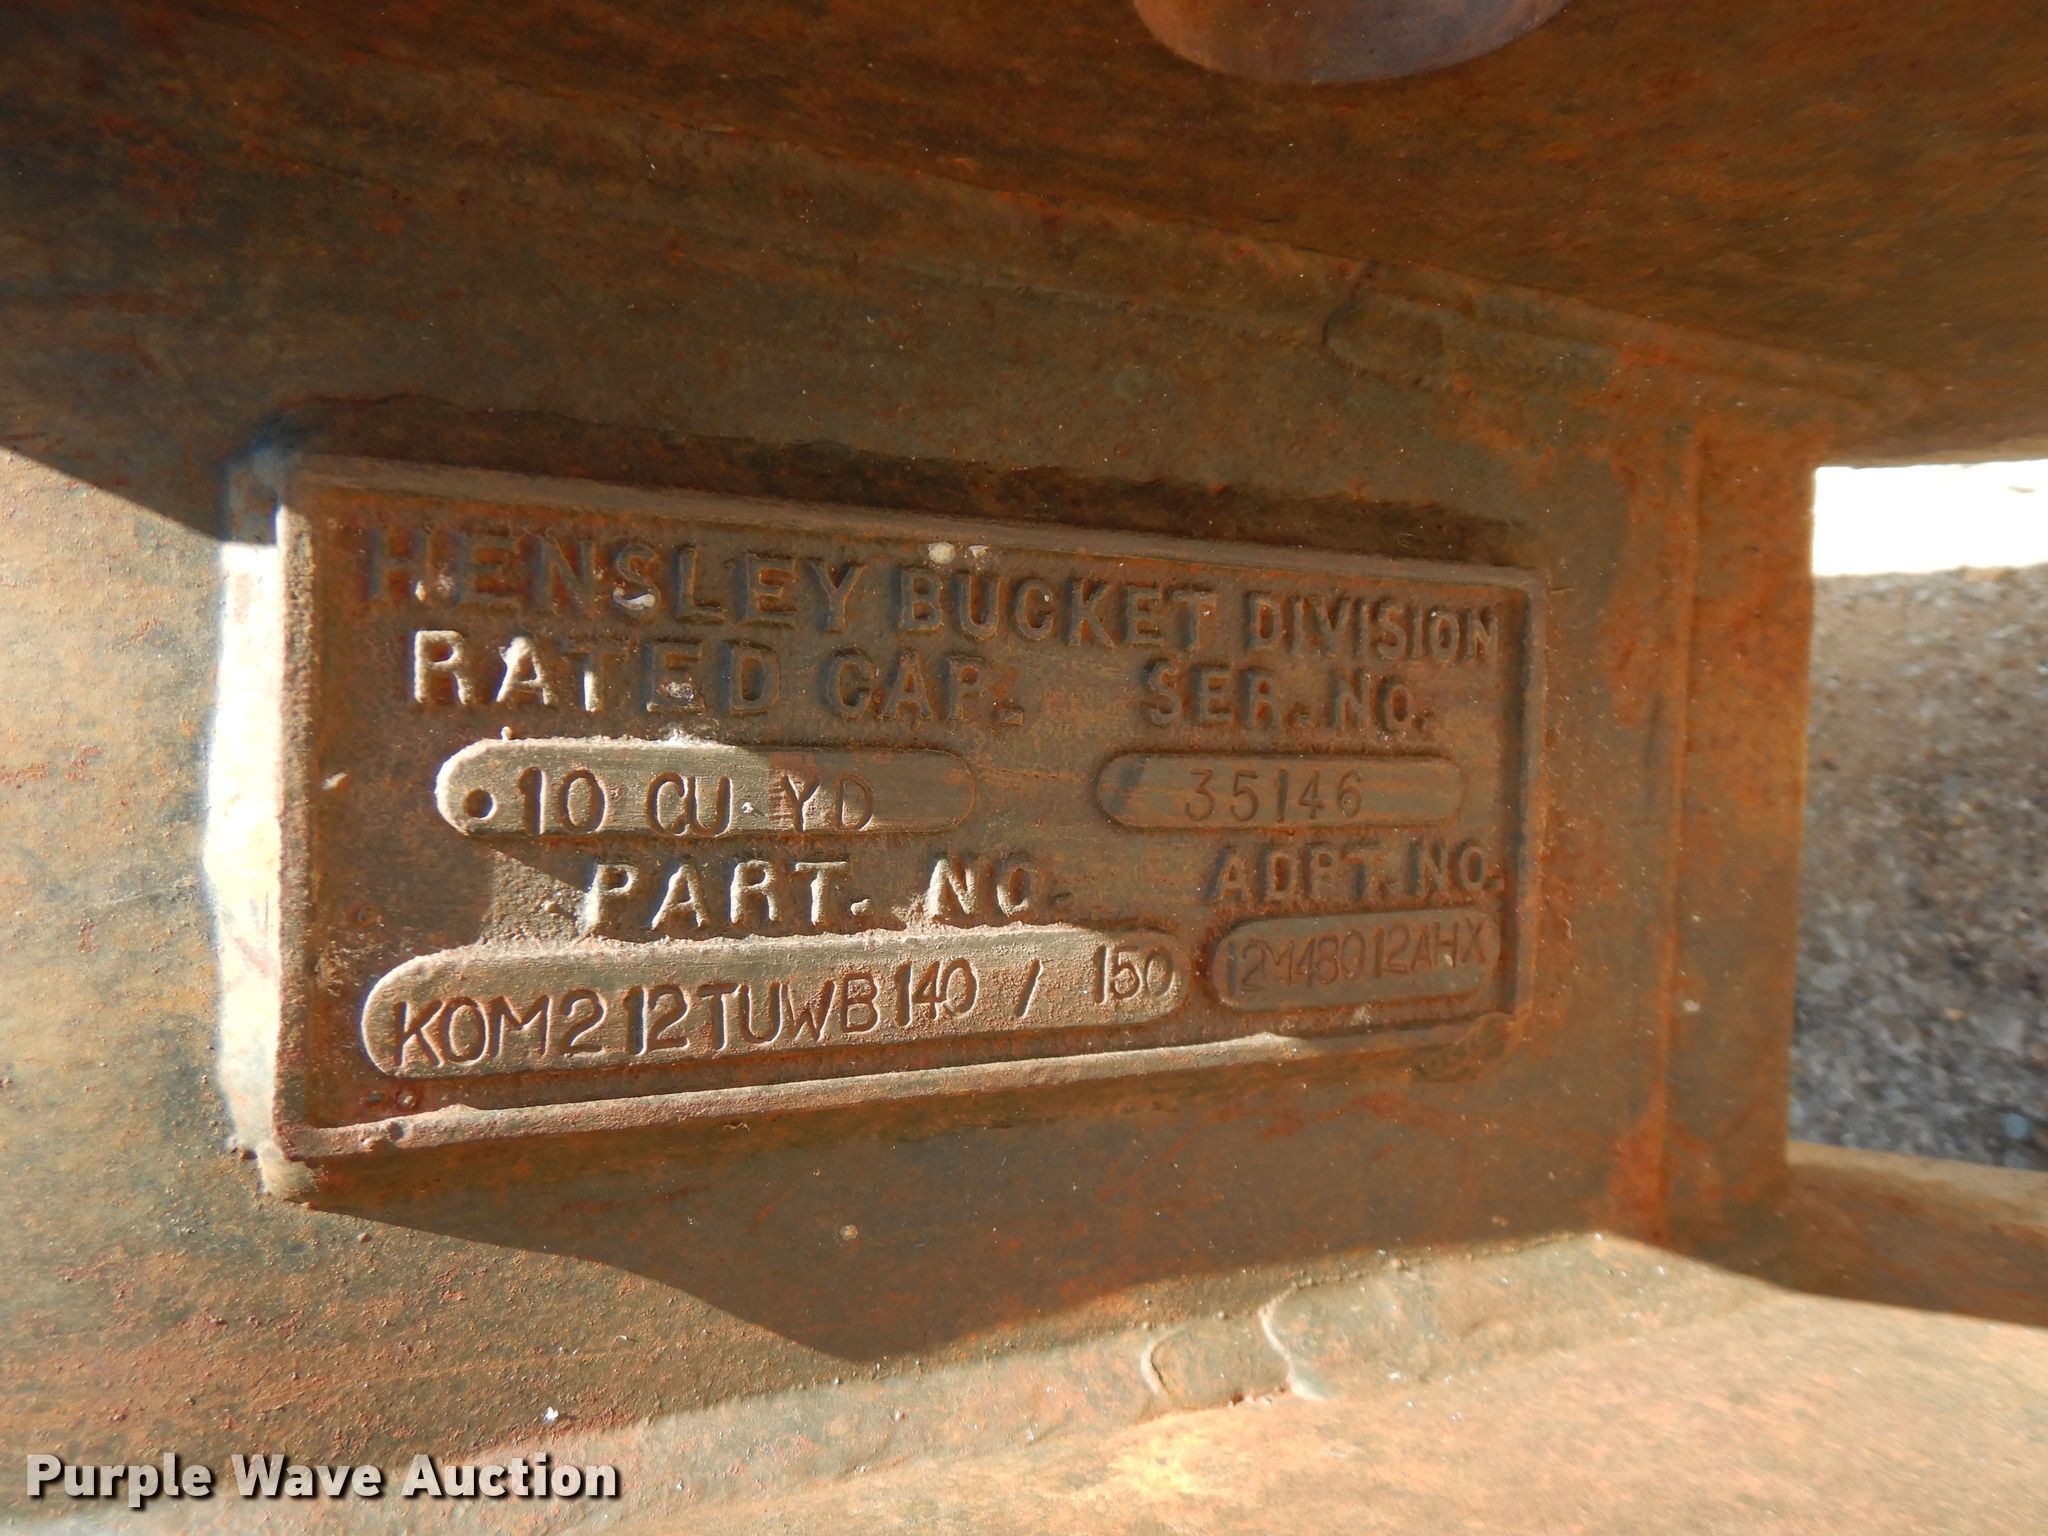 HENSLEY BUCKET DIVISION
RATED CAP. SER. NO.
10 CU YD 35146
PART. NO. ADPT. NO.
KOM212TUWB140 / 150 12M48012AHX
Purple Wave Auction